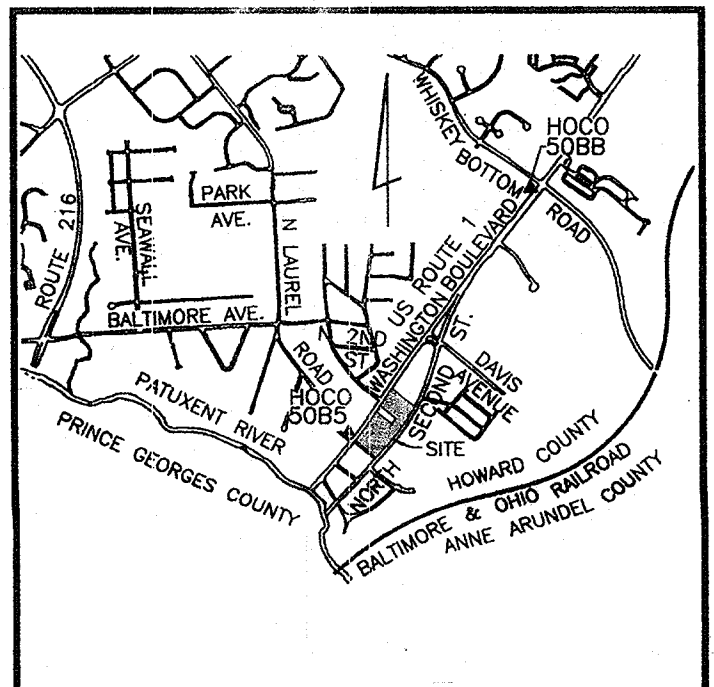 WHISKEY BOTTOM ROAD
HOCO
50BB
ROUTE 216
SEAWALL
AVE.
PARK
AVE.
N LAUREL ROAD
US ROUTE 1
WASHINGTON BOULEVARD
BALTIMORE AVE.
2ND
ST
HOCO
50B5
DAVIS
AVENUE
NORTH SECOND ST.
SITE
PATUXENT RIVER
PRINCE GEORGES COUNTY
HOWARD COUNTY
BALTIMORE & OHIO RAILROAD
ANNE ARUNDEL COUNTY